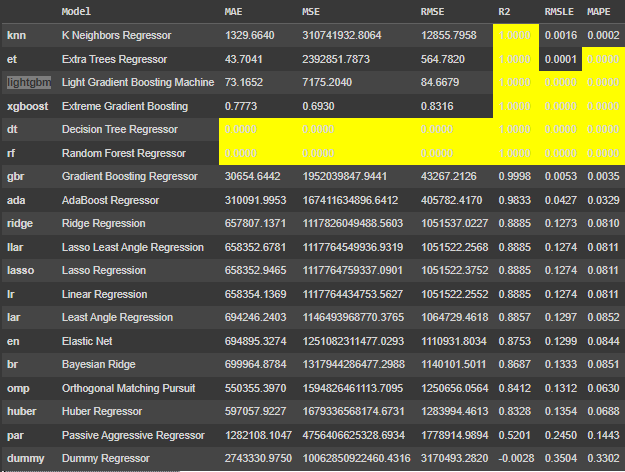 Model MAE MSE RMSE R2 RMSLE MAPE
knn K Neighbors Regressor 1329.6640 310741932.8064 12855.7958 1.0000 0.0016 0.0002
et Extra Trees Regressor 43.7041 2392851.7873 564.7820 1.0000 0.0001 0.0000
lightgbm Light Gradient Boosting Machine 73.1652 7175.2040 84.6679 1.0000 0.0000 0.0000
xgboost Extreme Gradient Boosting 0.7773 0.6930 0.8316 1.0000 0.0000 0.0000
dt Decision Tree Regressor 0.0000 0.0000 0.0000 1.0000 0.0000 0.0000
rf Random Forest Regressor 0.0000 0.0000 0.0000 1.0000 0.0000 0.0000
gbr Gradient Boosting Regressor 30654.6442 1952039847.9441 43267.2126 0.9998 0.0053 0.0035
ada AdaBoost Regressor 310091.9953 167411634896.6412 405782.4170 0.9833 0.0427 0.0329
ridge Ridge Regression 657807.1371 1117826049488.5603 1051537.0227 0.8885 0.1273 0.0810
llar Lasso Least Angle Regression 658352.6781 1117764549936.9319 1051522.2568 0.8885 0.1274 0.0811
lasso Lasso Regression 658352.9465 1117764759337.0901 1051522.3752 0.8885 0.1274 0.0811
lr Linear Regression 658354.1369 1117764434753.5627 1051522.2552 0.8885 0.1274 0.0811
lar Least Angle Regression 694246.2403 1146493968770.3765 1064729.4618 0.8857 0.1297 0.0852
en Elastic Net 694895.3274 1251082311477.0293 1110931.8034 0.8753 0.1299 0.0844
br Bayesian Ridge 699964.8784 1317944286477.2988 1140101.5011 0.8687 0.1333 0.0851
omp Orthogonal Matching Pursuit 550355.3970 1594826461113.7095 1250656.0564 0.8412 0.1312 0.0630
huber Huber Regressor 597057.9227 1679336568174.6731 1283994.4613 0.8328 0.1354 0.0688
par Passive Aggressive Regressor 1282108.1047 4756406625328.6934 1778914.9894 0.5201 0.2450 0.1443
dummy Dummy Regressor 2743330.9750 10062850922460.4316 3170493.2820 -0.0028 0.3504 0.3302